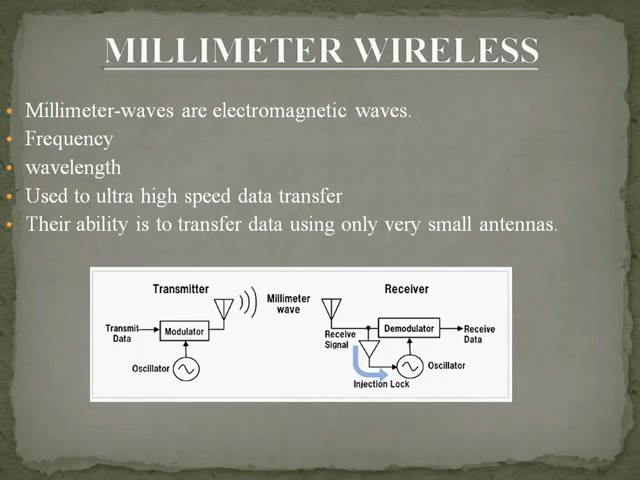 MILLIMETER WIRELESS
• Millimeter-waves are electromagnetic waves.
• Frequency
• wavelength
• Used to ultra high speed data transfer
• Their ability is to transfer data using only very small antennas.
Transmitter
Millimeter
wave
Receiver
Transmit
Data
Modulator
Oscillator
Receive
Signal
Demodulator
Receive
Data
Oscillator
Injection Lock